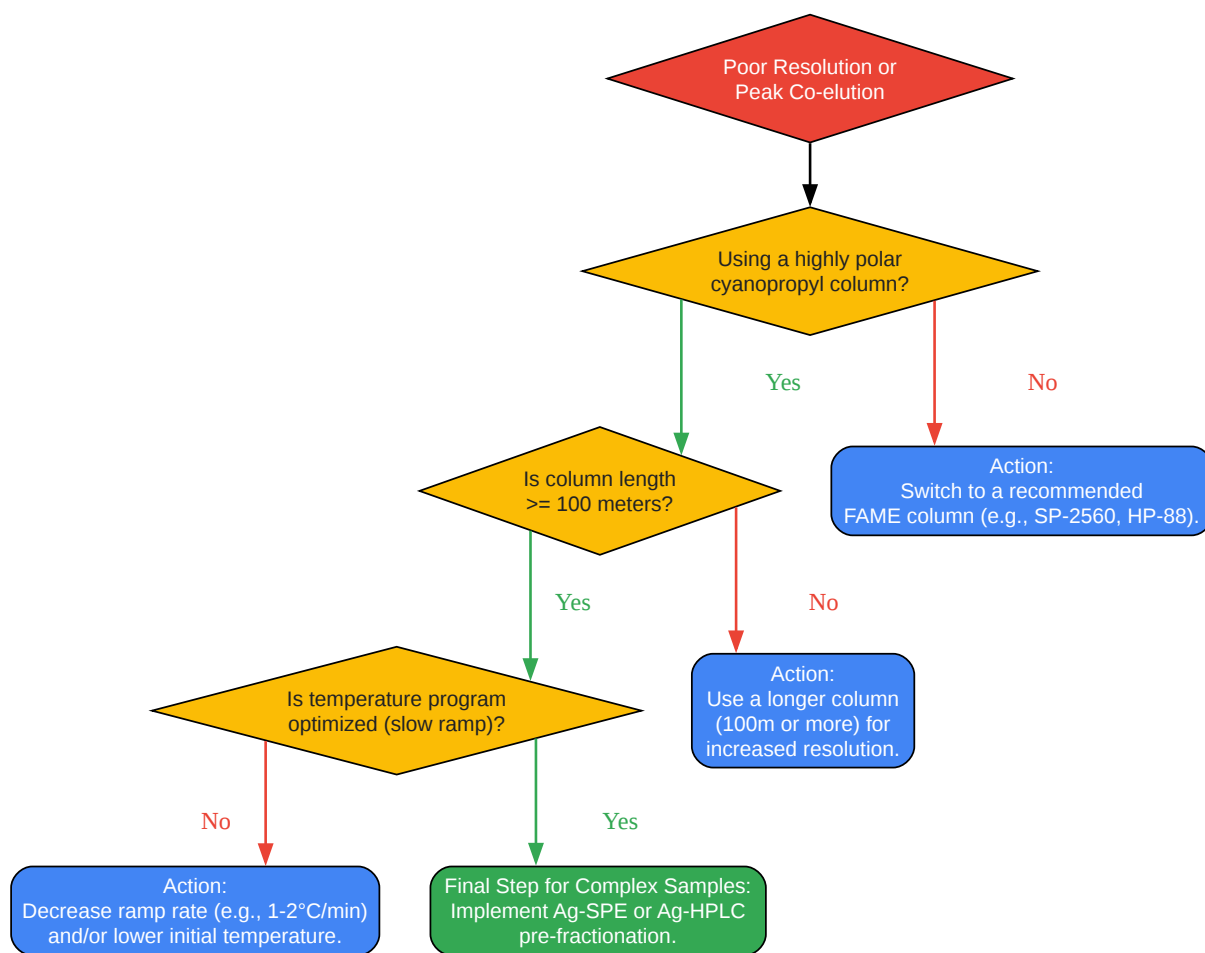 Poor Resolution or
Peak Co-elution
Using a highly polar
cyanopropyl column?
Yes
No
Is column length
>= 100 meters?
Action:
Switch to a recommended
FAME column (e.g., SP-2560, HP-88).
Yes
No
Is temperature program
optimized (slow ramp)?
Action:
Use a longer column
(100m or more) for
increased resolution.
No
Yes
Action:
Decrease ramp rate (e.g., 1-2°C/min)
and/or lower initial temperature.
Final Step for Complex Samples:
Implement Ag-SPE or Ag-HPLC
pre-fractionation.